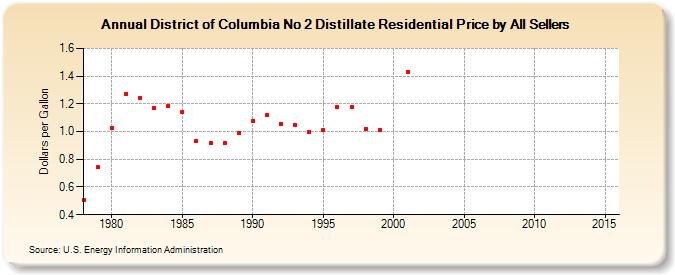 Annual District of Columbia No 2 Distillate Residential Price by All Sellers
Dollars per Gallon
1.6
1.4
1.2
1.0
0.8
0.6
0.4
1980 1985 1990 1995 2000 2005 2010 2015
Source: U.S. Energy Information Administration